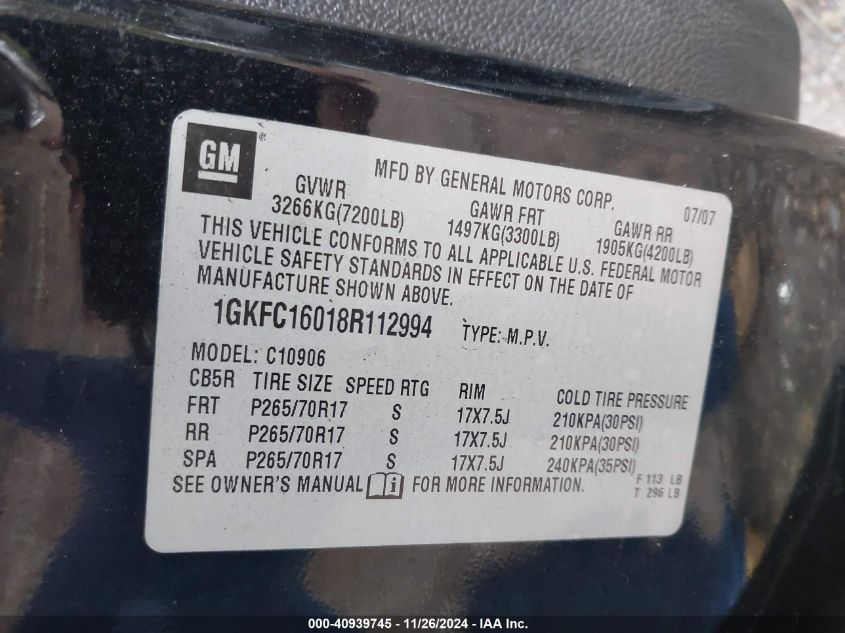 GM®
MFD BY GENERAL MOTORS CORP. 07/07
GVWR GAWR FRT GAWR RR
3266KG(7200LB) 1497KG(3300LB) 1905KG(4200LB)
THIS VEHICLE CONFORMS TO ALL APPLICABLE U.S. FEDERAL MOTOR
VEHICLE SAFETY STANDARDS IN EFFECT ON THE DATE OF
MANUFACTURE SHOWN ABOVE.
1GKFC16018R112994 TYPE: M.P.V.
MODEL: C10906
CB5R TIRE SIZE SPEED RTG RIM COLD TIRE PRESSURE
FRT P265/70R17 S 17X7.5J 210KPA(30PSI)
RR P265/70R17 S 17X7.5J 210KPA(30PSI)
SPA P265/70R17 S 17X7.5J 240KPA(35PSI)
SEE OWNER'S MANUAL i FOR MORE INFORMATION.
F 113 LB
T 296 LB
000-40939745 - 11/26/2024 - IAA Inc.